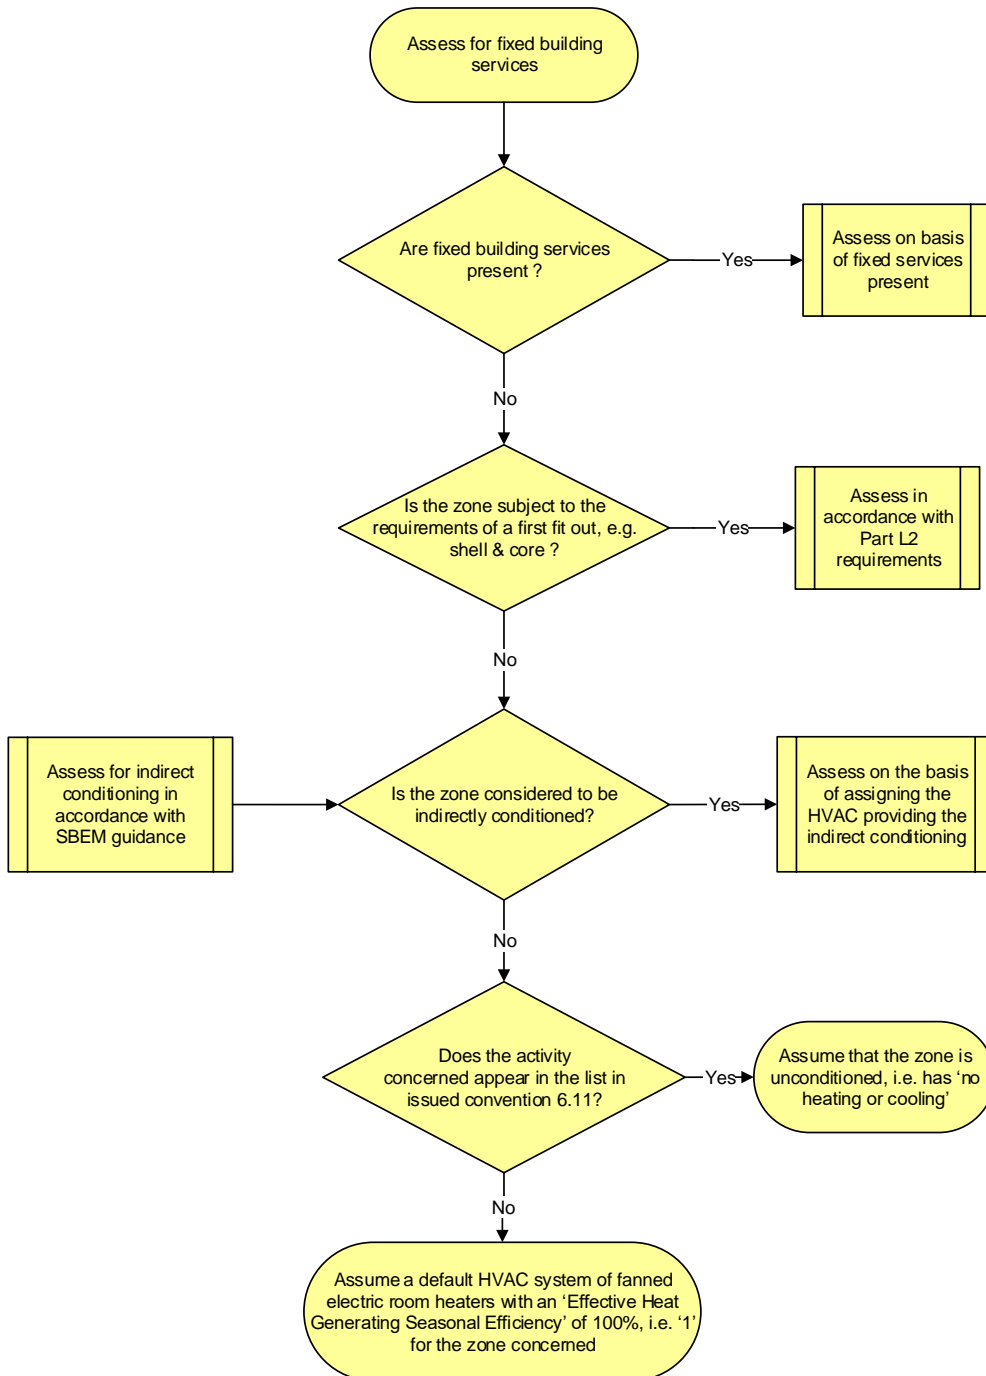 Assess for fixed building
services
Are fixed building services
present ?
Yes
Assess on basis
of fixed services
present
No
Is the zone subject to the
requirements of a first fit out, e.g.
shell & core ?
Yes
Assess in
accordance with
Part L2
requirements
No
Assess for indirect
conditioning in
accordance with
SBEM guidance
Is the zone considered to be
indirectly conditioned?
Yes
Assess on the basis
of assigning the
HVAC providing the
indirect conditioning
No
Does the activity
concerned appear in the list in
issued convention 6.11?
Yes
Assume that the zone is
unconditioned, i.e. has ‘no
heating or cooling’
No
Assume a default HVAC system of fanned
electric room heaters with an ‘Effective Heat
Generating Seasonal Efficiency’ of 100%, i.e. ‘1’
for the zone concerned